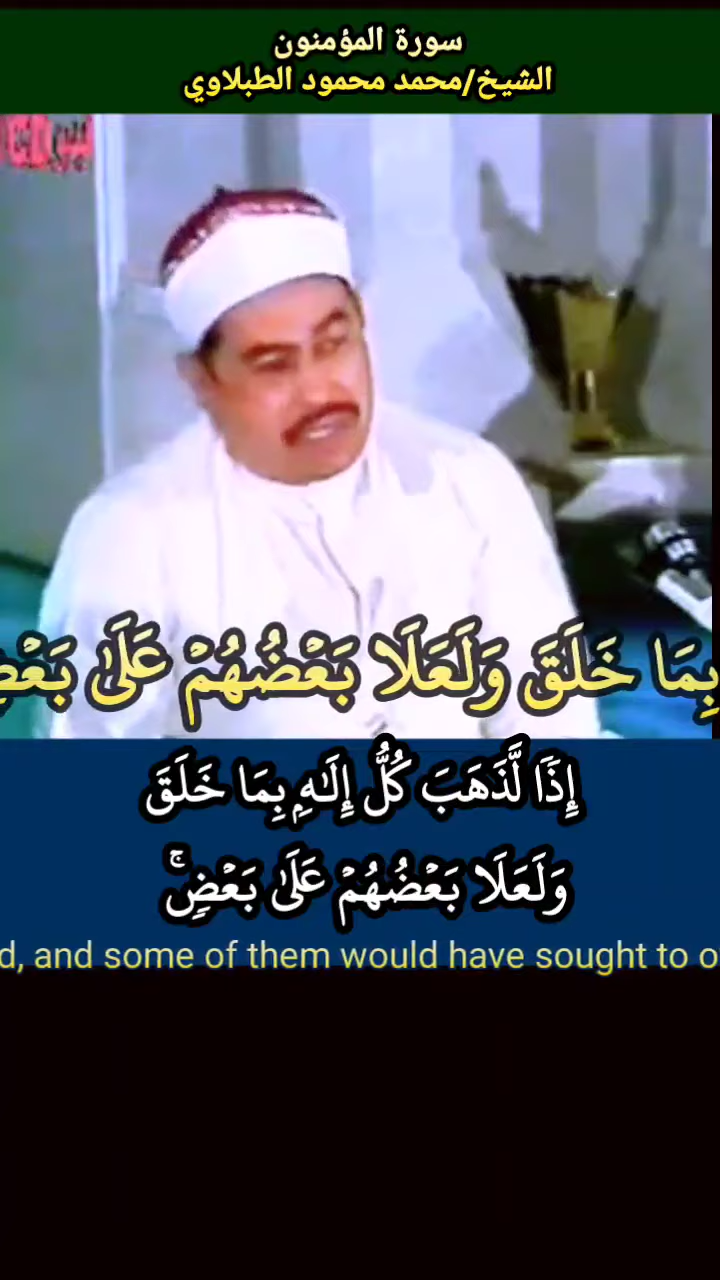 سورة المؤمنون
الشيخ/محمد محمود الطبلاوي
بِمَا خَلَقَ وَلَعَلَا بَعْضُهُمْ عَلَىٰ بَعْضٍ
إِذًا لَّذَهَبَ كُلُّ إِلَـٰهٍۭ بِمَا خَلَقَ
وَلَعَلَا بَعْضُهُمْ عَلَىٰ بَعْضٍۢ ۚ
d, and some of them would have sought to o